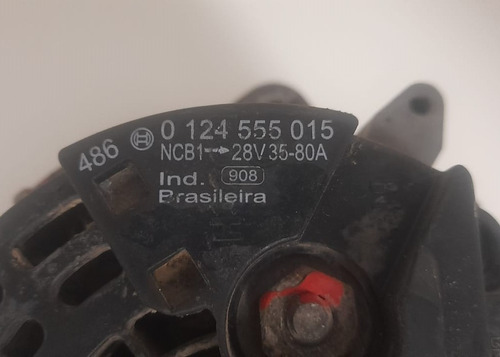 486 0 124 555 015
NCB1→28V 35-80A
Ind. 908
Brasileira